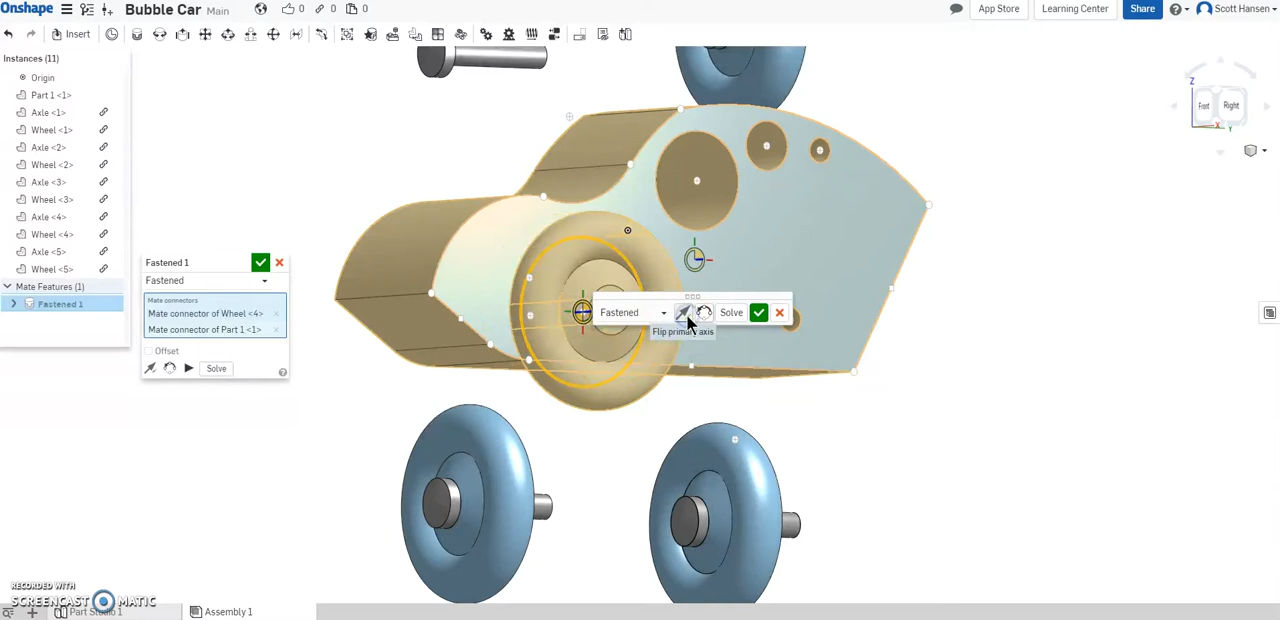 Onshape
Bubble Car Main
0
0
0
App Store
Learning Center
Share
Scott Hansen
Insert
Instances (11)
Origin
Part 1 <1>
Axle <1>
Wheel <1>
Axle <2>
Wheel <2>
Axle <3>
Wheel <3>
Axle <4>
Wheel <4>
Axle <5>
Wheel <5>
Mate Features (1)
Fastened 1
Fastened 1
Fastened
Mate connectors
Mate connector of Wheel <4>
Mate connector of Part 1 <1>
Offset
Solve
Fastened
Solve
Flip primary axis
Z
Front
Right
X
Y
RECORDED WITH
SCREENCAST MATIC
Part Studio 1
Assembly 1